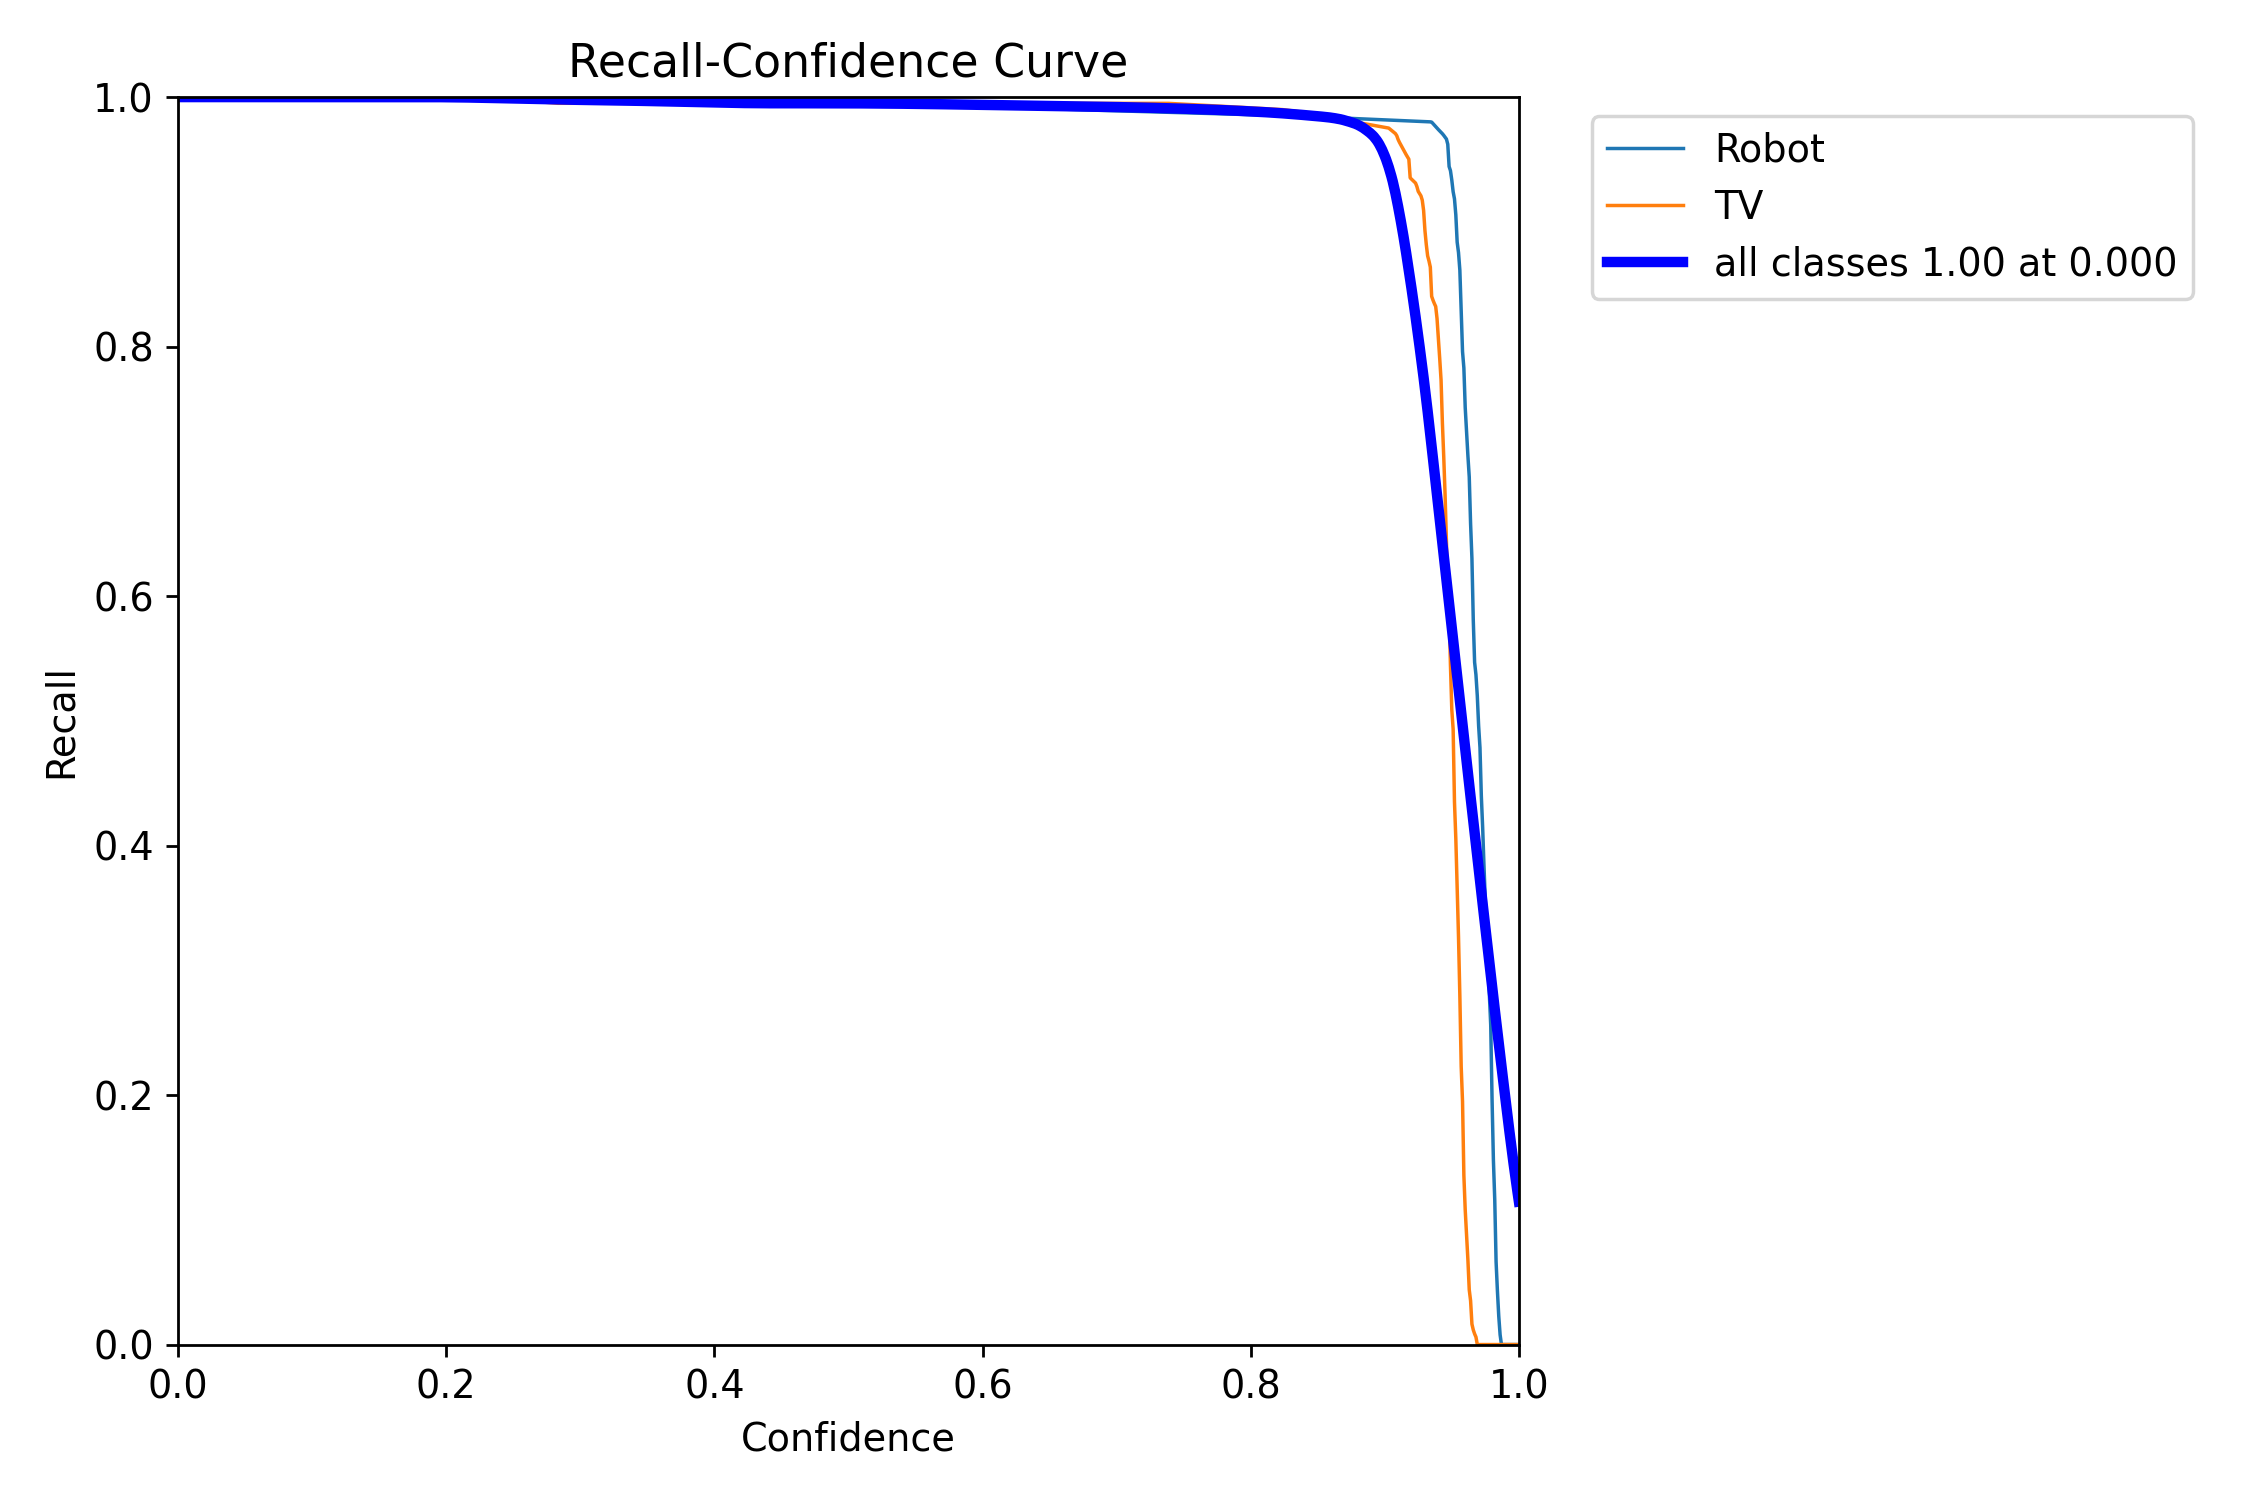 Recall-Confidence Curve
1.0
0.8
0.6
0.4
0.2
0.0
Recall
0.0 0.2 0.4 0.6 0.8 1.0
Confidence
Robot
TV
all classes 1.00 at 0.000